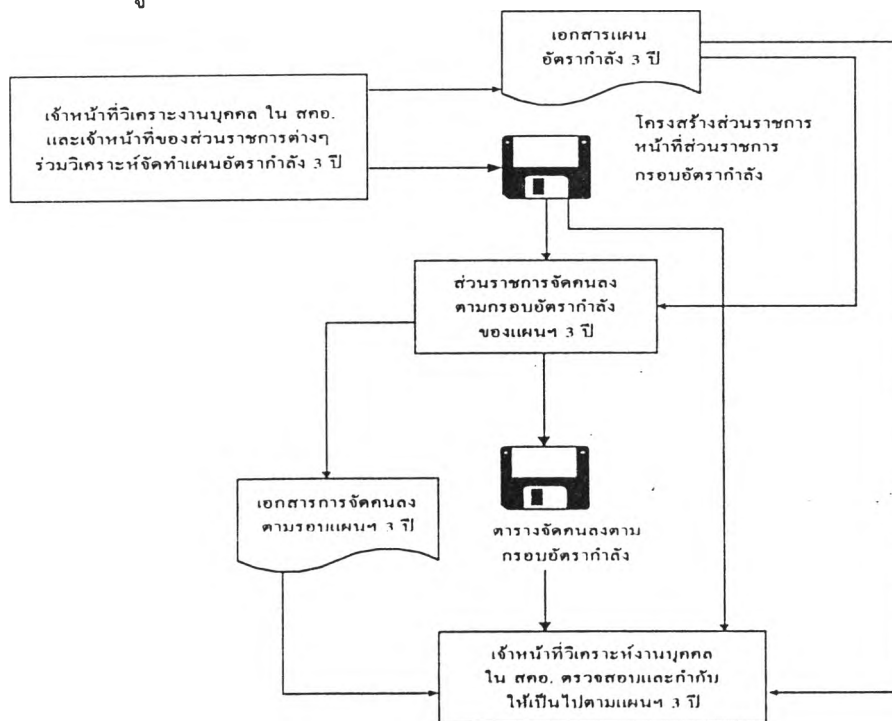 เอกสารแผน
อัตรากำลัง 3 ปี
เจ้าหน้าที่วิเคราะงานบุคคล ใน สกอ.
และเจ้าหน้าที่ของส่วนราชการต่างๆ
ร่วมวิเคราะห์จัดทำแผนอัตรากำลัง 3 ปี
โครงสร้างส่วนราชการ
หน้าที่ส่วนราชการ
กรอบอัตรากำลัง
ส่วนราชการจัดคนลง
ตามกรอบอัตรากำลัง
ของแผนฯ 3 ปี
เอกสารการจัดคนลง
ตามรอบแผนฯ 3 ปี
ตารางจัดคนลงตาม
กรอบอัตรากำลัง
เจ้าหน้าที่วิเคราะห์งานบุคคล
ใน สกอ. ตรวจสอบและกำกับ
ให้เป็นไปตามแผนฯ 3 ปี